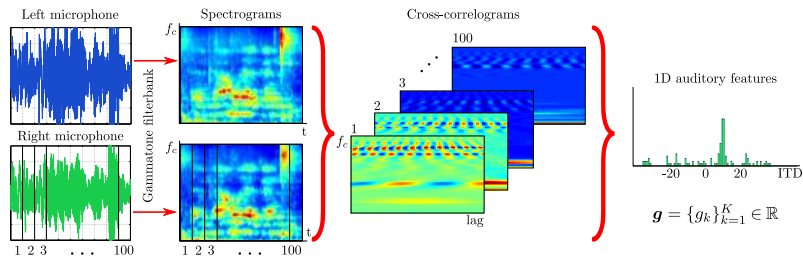 Left microphone
Right microphone
1 2 3 . . . 100
Gammatone filterbank
Spectrograms
f_c
t
f_c
t
1 2 3 . . . 100
Cross-correlograms
100
. . .
3
2
1
f_c
lag
1D auditory features
-20 0 20 ITD
g = {g_k}_{k=1}^K ∈ ℝ